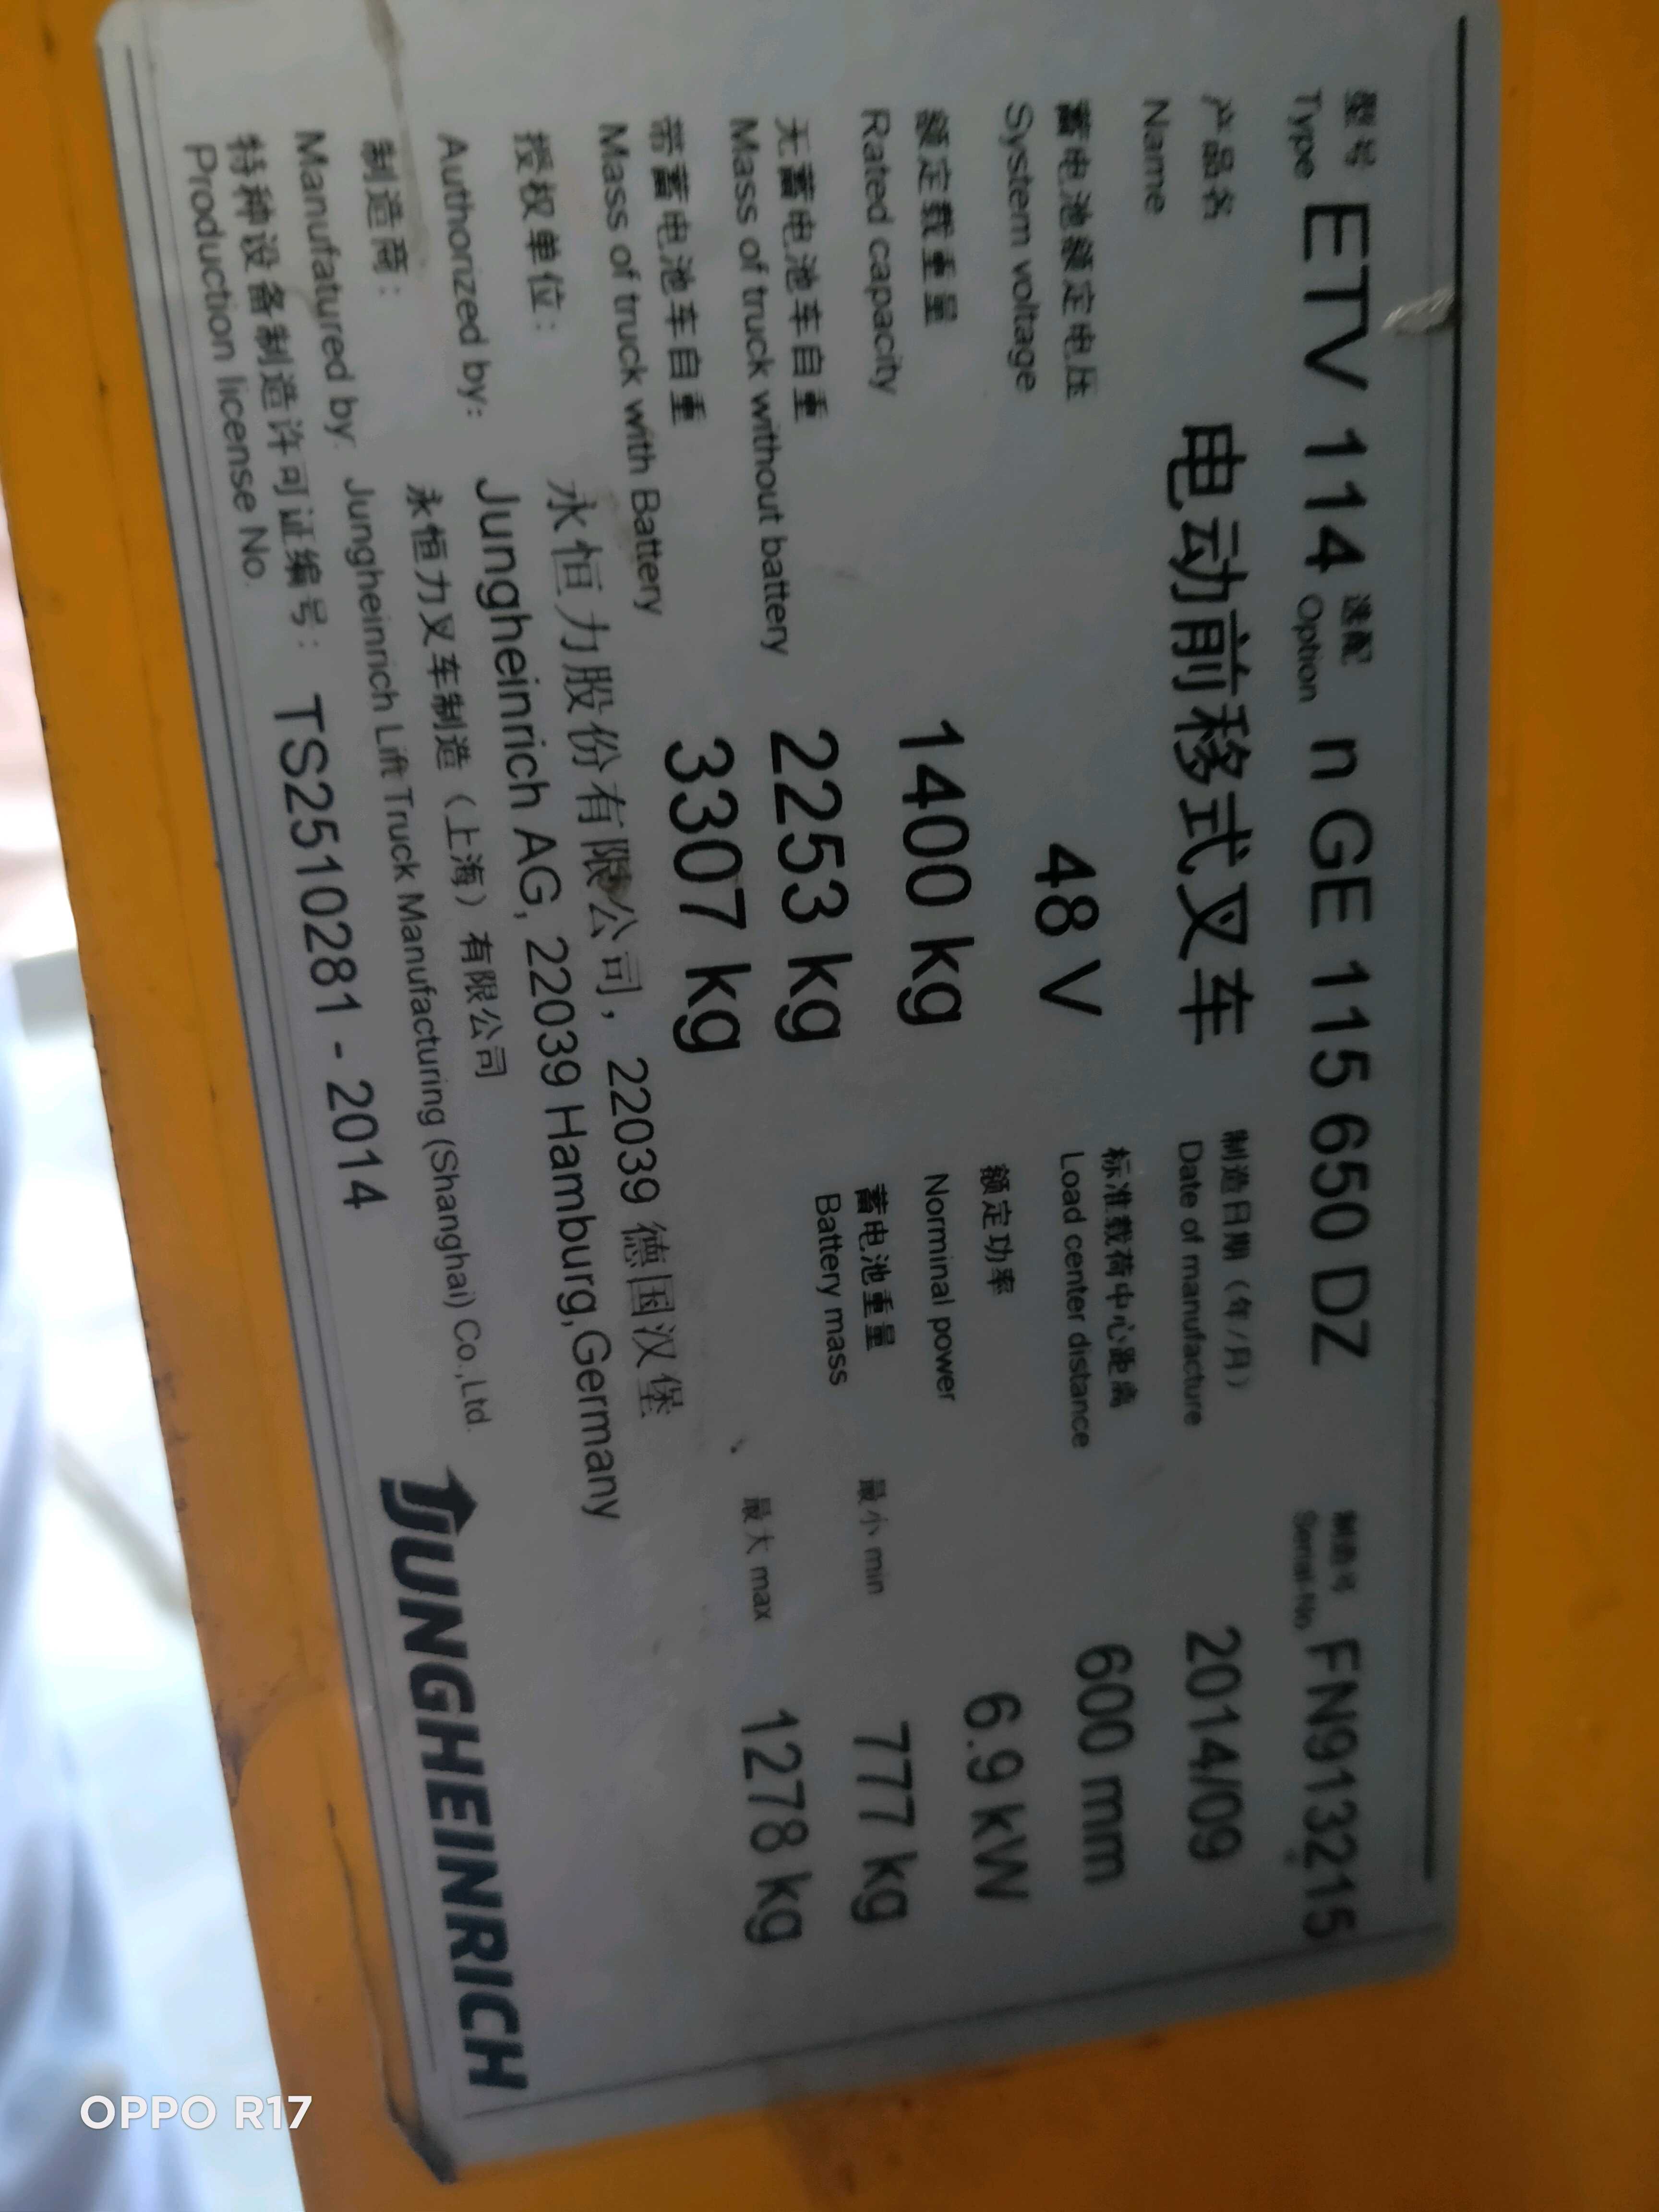 型号 选配 制造号
Type ETV 114 Option n GE 115 650 DZ Serial-No. FN913215
产品名 电动前移式叉车 制造日期（年/月）
Name Date of manufacture 2014/09
蓄电池额定电压 标准载荷中心距离
System voltage 48 V Load center distance 600 mm
额定载重量 额定功率
Rated capacity 1400 kg Norminal power 6.9 kW
无蓄电池车自重 蓄电池重量 最小 min 777 kg
Mass of truck without battery 2253 kg Battery mass
带蓄电池车自重 最大 max 1278 kg
Mass of truck with Battery 3307 kg
授权单位： 永恒力股份有限公司，22039 德国汉堡
Authorized by: Jungheinrich AG, 22039 Hamburg,Germany
制造商： 永恒力叉车制造（上海）有限公司
Manufatured by: Jungheinrich Lift Truck Manufacturing (Shanghai) Co.,Ltd.
特种设备制造许可证编号： TS2510281 - 2014
Production license No.
JUNGHEINRICH
OPPO R17